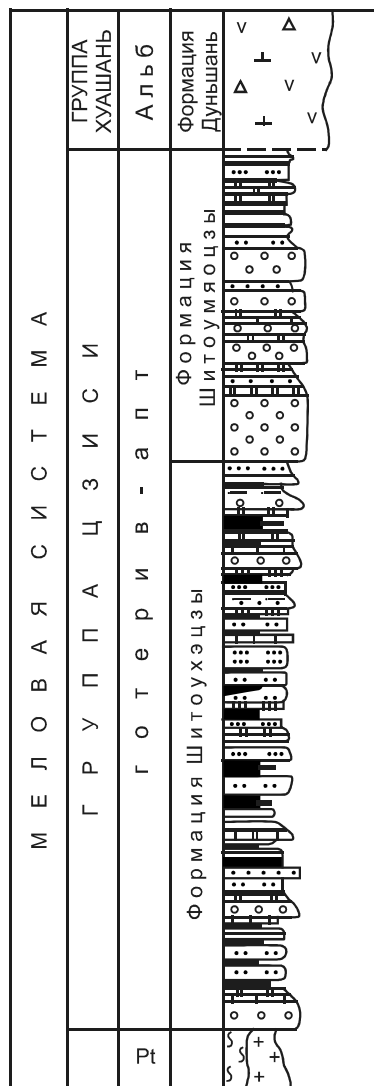 МЕЛОВАЯ СИСТЕМА
ГРУППА
ХУАШАНЬ
ГРУППА ЦЗИСИ
Альб
готерив-апт
Pt
Формация
Дуньшань
Формация
Шитоумяоцзы
Формация Шитоухэцзы